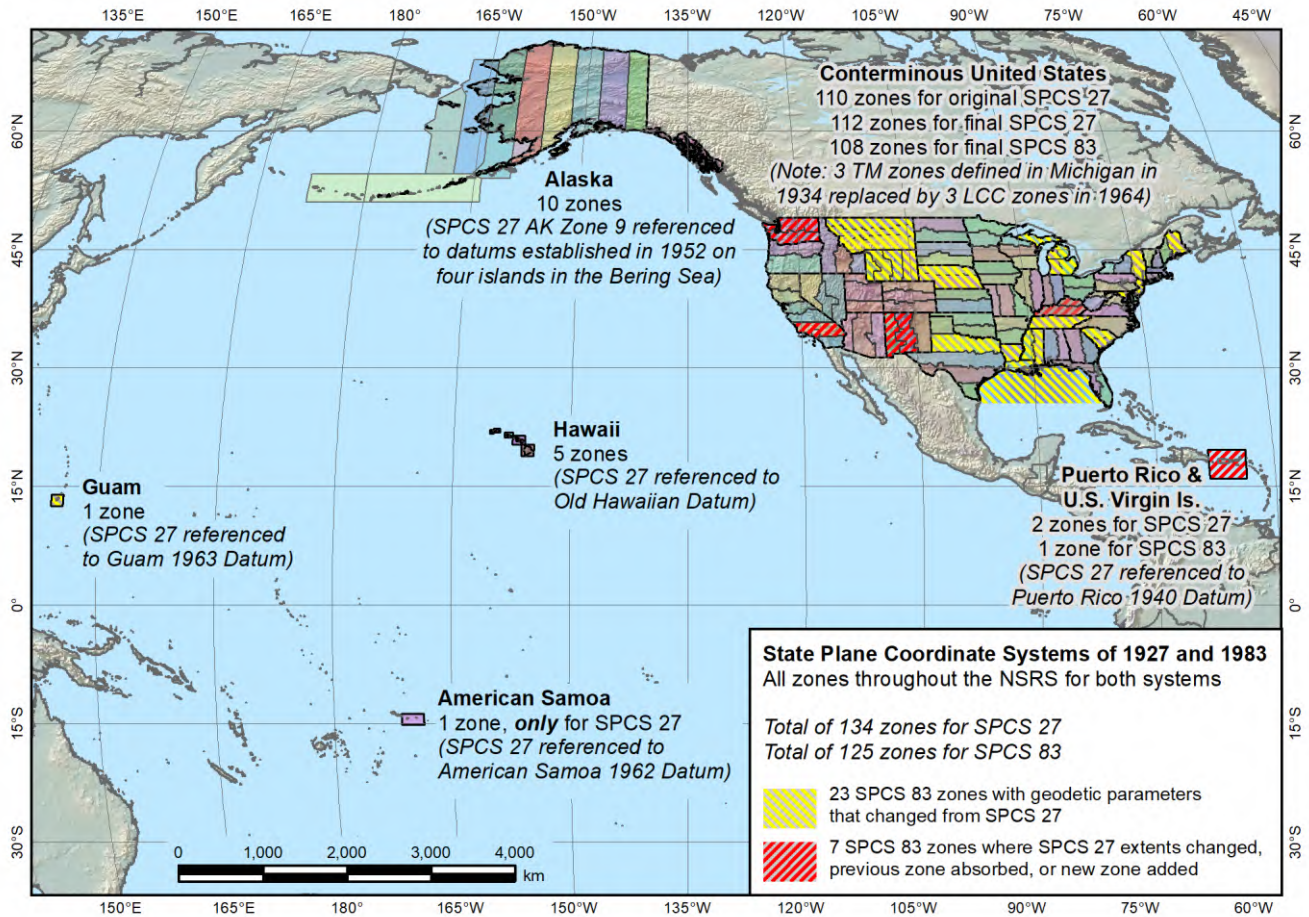 135°E 150°E 165°E 180° 165°W 150°W 135°W 120°W 105°W 90°W 75°W 60°W 45°W
60°N
45°N
30°N
15°N
0°
15°S
30°S
Conterminous United States
110 zones for original SPCS 27
112 zones for final SPCS 27
108 zones for final SPCS 83
(Note: 3 TM zones defined in Michigan in
1934 replaced by 3 LCC zones in 1964)
Alaska
10 zones
(SPCS 27 AK Zone 9 referenced
to datums established in 1952 on
four islands in the Bering Sea)
Hawaii
5 zones
(SPCS 27 referenced to
Old Hawaiian Datum)
Guam
1 zone
(SPCS 27 referenced
to Guam 1963 Datum)
Puerto Rico &
U.S. Virgin Is.
2 zones for SPCS 27
1 zone for SPCS 83
(SPCS 27 referenced to
Puerto Rico 1940 Datum)
American Samoa
1 zone, only for SPCS 27
(SPCS 27 referenced to
American Samoa 1962 Datum)
State Plane Coordinate Systems of 1927 and 1983
All zones throughout the NSRS for both systems
Total of 134 zones for SPCS 27
Total of 125 zones for SPCS 83
23 SPCS 83 zones with geodetic parameters
that changed from SPCS 27
7 SPCS 83 zones where SPCS 27 extents changed,
previous zone absorbed, or new zone added
0 1,000 2,000 3,000 4,000
km
60°N
45°N
30°N
15°N
0°
15°S
30°S
150°E 165°E 180° 165°W 150°W 135°W 120°W 105°W 90°W 75°W 60°W